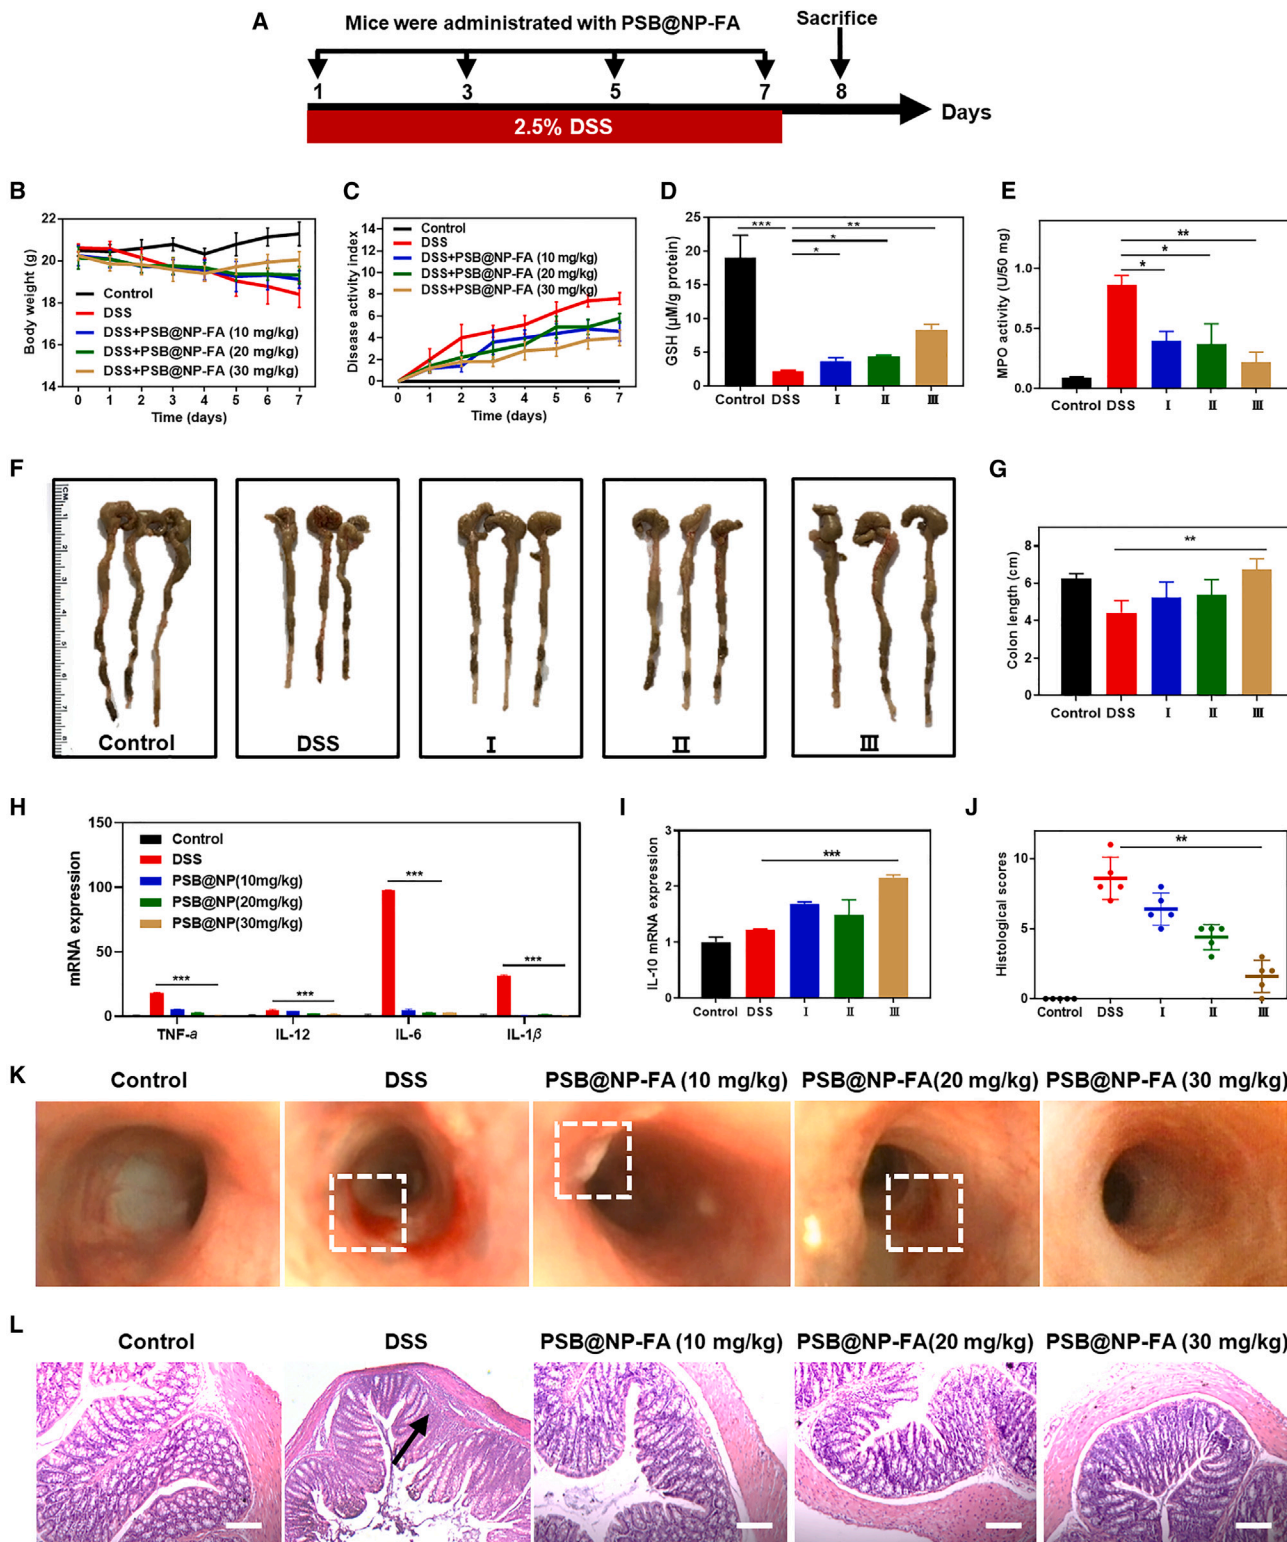 A
Mice were administrated with PSB@NP-FA
Sacrifice
1 3 5 7 8
Days
2.5% DSS
B
Body weight (g)
22
20
18
16
14
Control
DSS
DSS+PSB@NP-FA (10 mg/kg)
DSS+PSB@NP-FA (20 mg/kg)
DSS+PSB@NP-FA (30 mg/kg)
0 1 2 3 4 5 6 7
Time (days)
C
Disease activity index
14
12
10
8
6
4
2
0
Control
DSS
DSS+PSB@NP-FA (10 mg/kg)
DSS+PSB@NP-FA (20 mg/kg)
DSS+PSB@NP-FA (30 mg/kg)
0 1 2 3 4 5 6 7
Time (days)
D
GSH (µM/g protein)
25
20
15
10
5
0
*** **
*
*
Control DSS I II III
E
MPO activity (U/50 mg)
1.0
0.5
0.0
**
*
*
Control DSS I II III
F
CM
1
2
3
4
5
6
7
8
Control
DSS
I
II
III
G
Colon length (cm)
8
6
4
2
0
**
Control DSS I II III
H
mRNA expression
150
100
50
0
Control
DSS
PSB@NP(10mg/kg)
PSB@NP(20mg/kg)
PSB@NP(30mg/kg)
***
***
***
***
TNF-a IL-12 IL-6 IL-1β
I
IL-10 mRNA expression
3
2
1
0
***
Control DSS I II III
J
Histological scores
10
5
0
**
Control DSS I II III
K
Control
DSS
PSB@NP-FA (10 mg/kg)
PSB@NP-FA(20 mg/kg)
PSB@NP-FA (30 mg/kg)
L
Control
DSS
PSB@NP-FA (10 mg/kg)
PSB@NP-FA(20 mg/kg)
PSB@NP-FA (30 mg/kg)